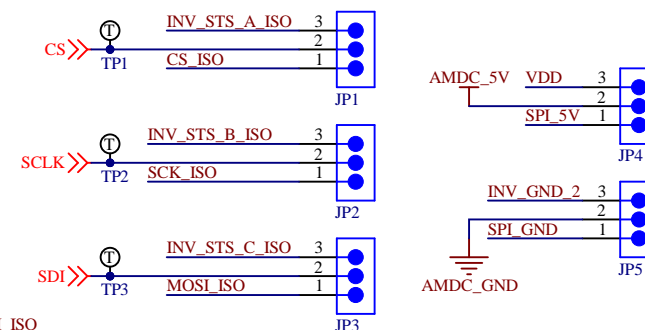 INV_STS_A_ISO 3
CS 2
TP1
CS_ISO 1
JP1
T
AMDC_5V VDD 3
2
SPI_5V 1
JP4
INV_STS_B_ISO 3
SCLK 2
TP2
SCK_ISO 1
JP2
T
INV_GND_2 3
2
SPI_GND 1
JP5
AMDC_GND
INV_STS_C_ISO 3
SDI 2
TP3
MOSI_ISO 1
JP3
T
_ISO